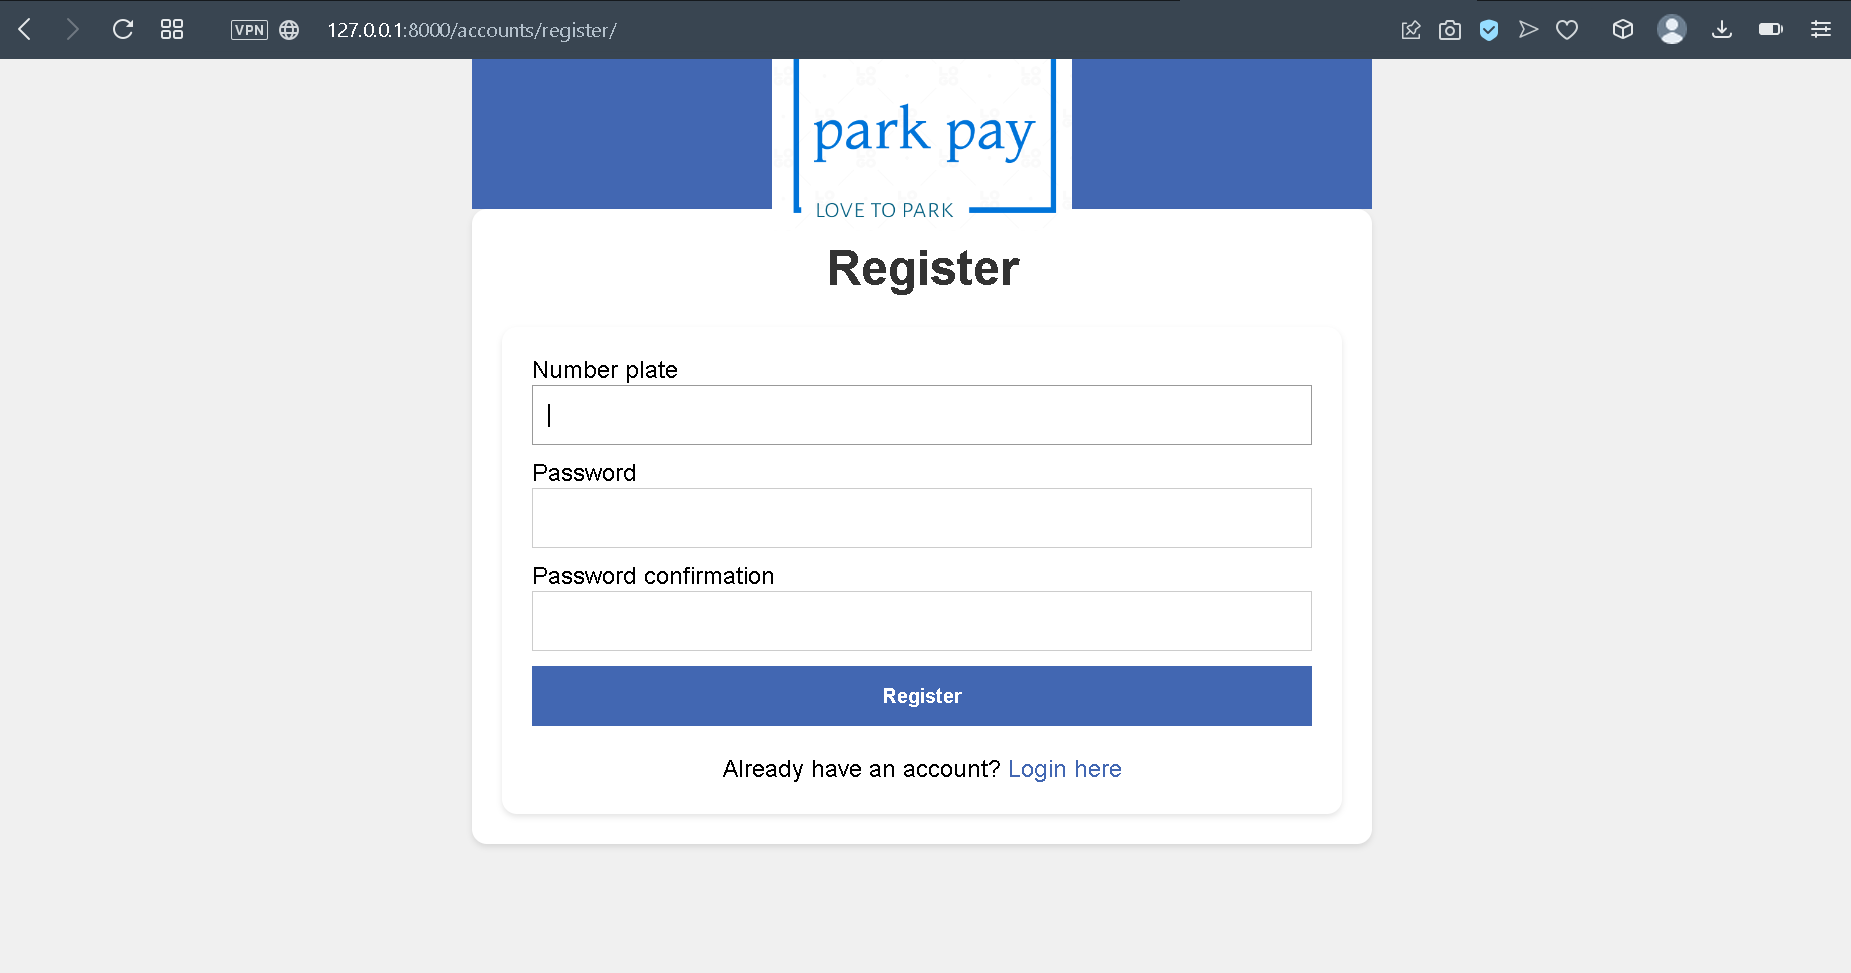 VPN 127.0.0.1:8000/accounts/register/
park pay
LOVE TO PARK
Register
Number plate
Password
Password confirmation
Register
Already have an account? Login here